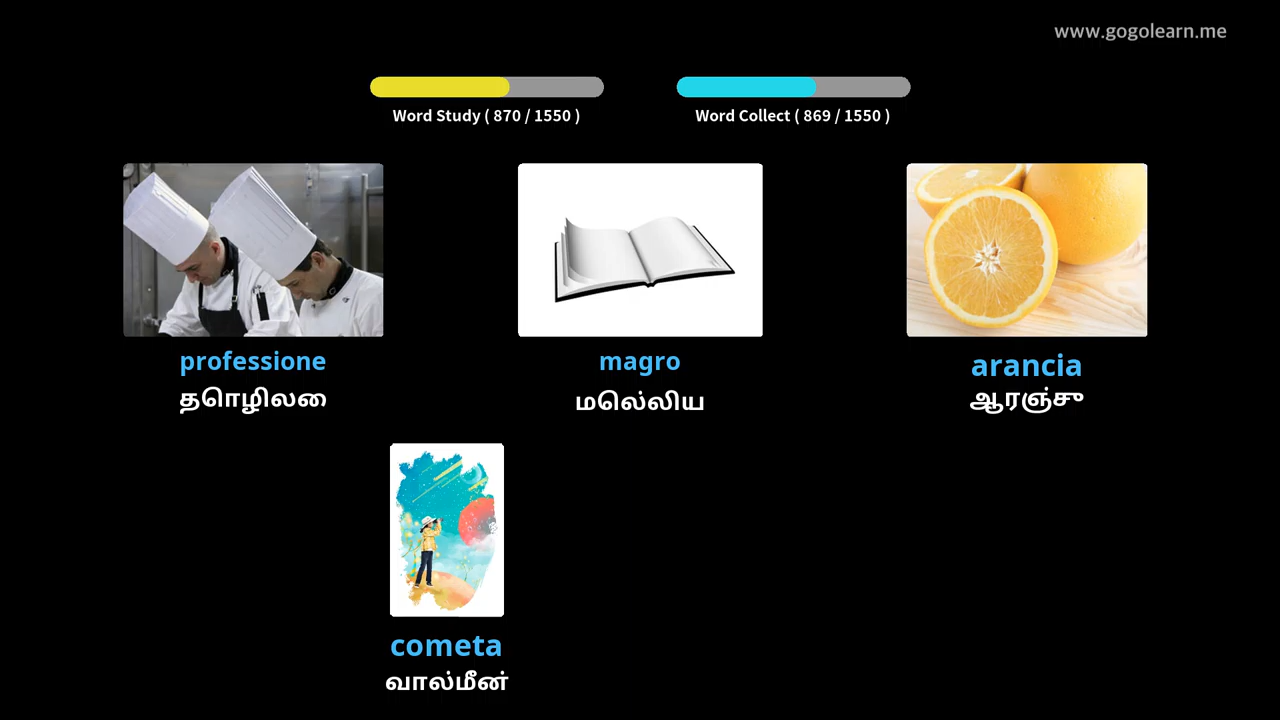 www.gogolearn.me
Word Study ( 870 / 1550 )
Word Collect ( 869 / 1550 )
professione
magro
arancia
தொழிலை
மெல்லிய
ஆரஞ்சு
cometa
வால்மீன்